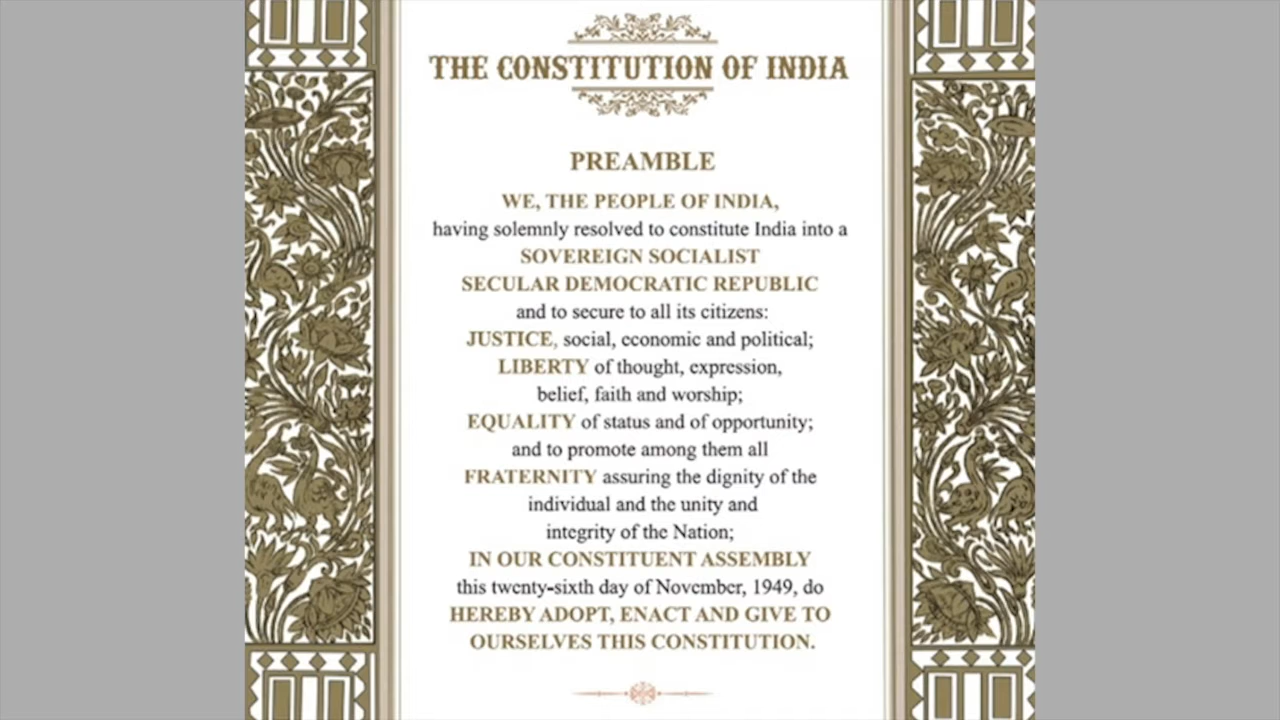 THE CONSTITUTION OF INDIA
PREAMBLE
WE, THE PEOPLE OF INDIA,
having solemnly resolved to constitute India into a
SOVEREIGN SOCIALIST
SECULAR DEMOCRATIC REPUBLIC
and to secure to all its citizens:
JUSTICE, social, economic and political;
LIBERTY of thought, expression,
belief, faith and worship;
EQUALITY of status and of opportunity;
and to promote among them all
FRATERNITY assuring the dignity of the
individual and the unity and
integrity of the Nation;
IN OUR CONSTITUENT ASSEMBLY
this twenty-sixth day of November, 1949, do
HEREBY ADOPT, ENACT AND GIVE TO
OURSELVES THIS CONSTITUTION.